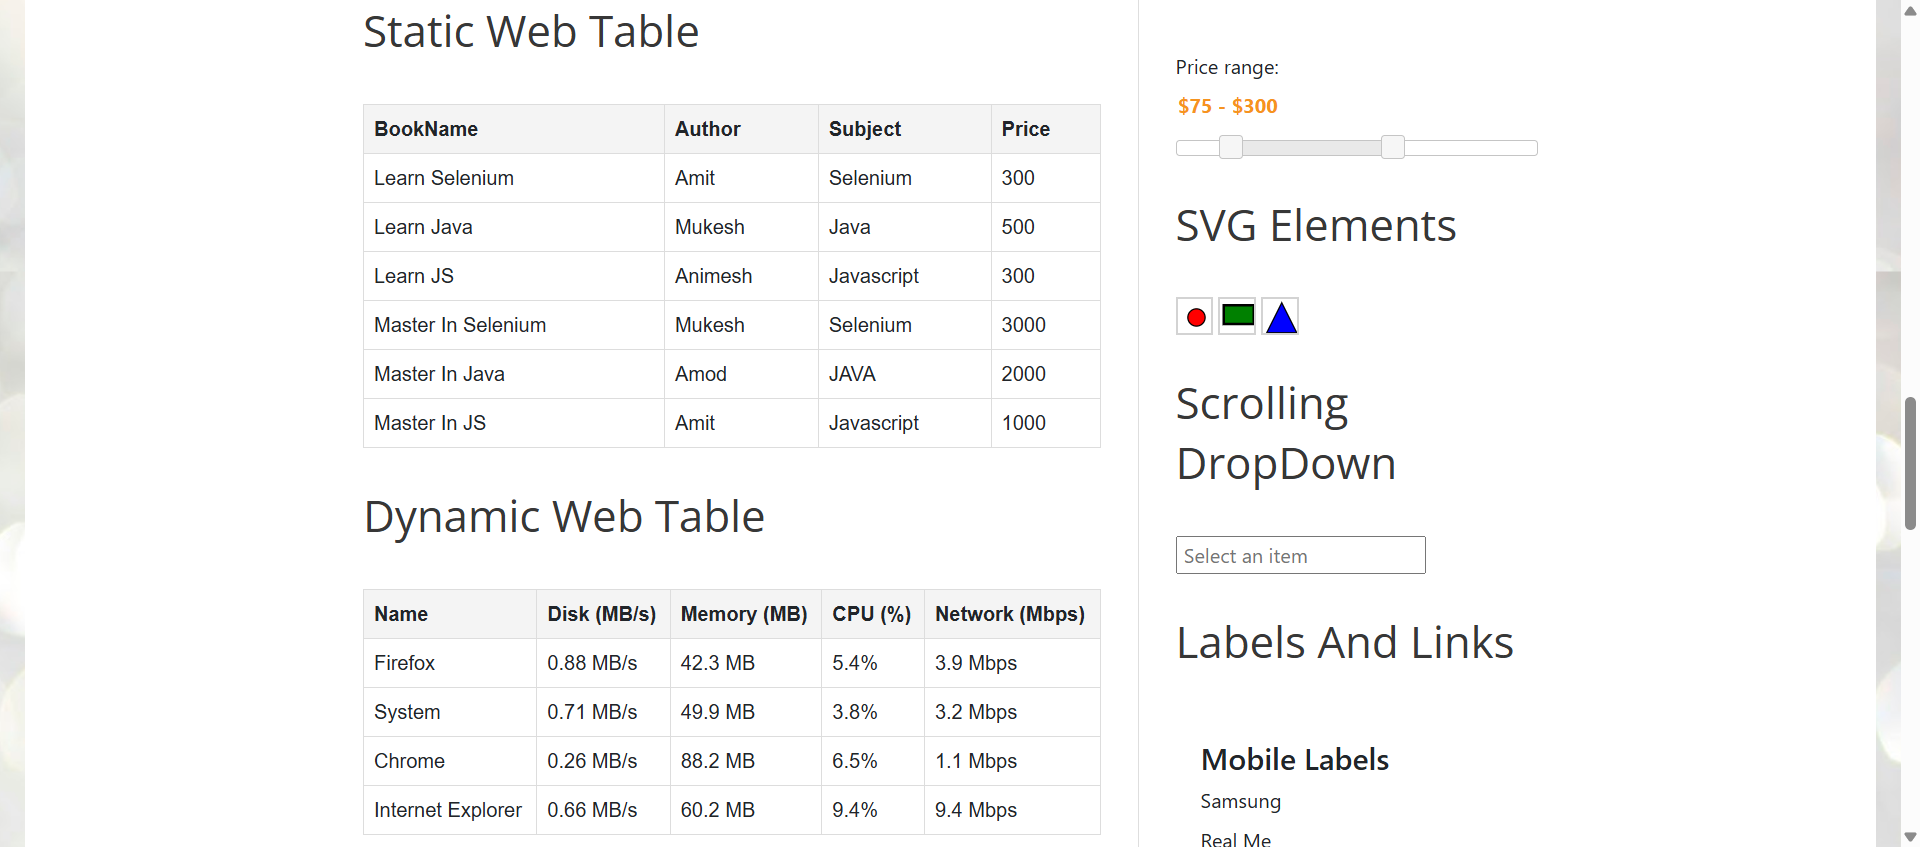 Static Web Table
BookName Author Subject Price
Learn Selenium Amit Selenium 300
Learn Java Mukesh Java 500
Learn JS Animesh Javascript 300
Master In Selenium Mukesh Selenium 3000
Master In Java Amod JAVA 2000
Master In JS Amit Javascript 1000
Dynamic Web Table
Name Disk (MB/s) Memory (MB) CPU (%) Network (Mbps)
Firefox 0.88 MB/s 42.3 MB 5.4% 3.9 Mbps
System 0.71 MB/s 49.9 MB 3.8% 3.2 Mbps
Chrome 0.26 MB/s 88.2 MB 6.5% 1.1 Mbps
Internet Explorer 0.66 MB/s 60.2 MB 9.4% 9.4 Mbps
Price range:
$75 - $300
SVG Elements
Scrolling
DropDown
Select an item
Labels And Links
Mobile Labels
Samsung
Real Me